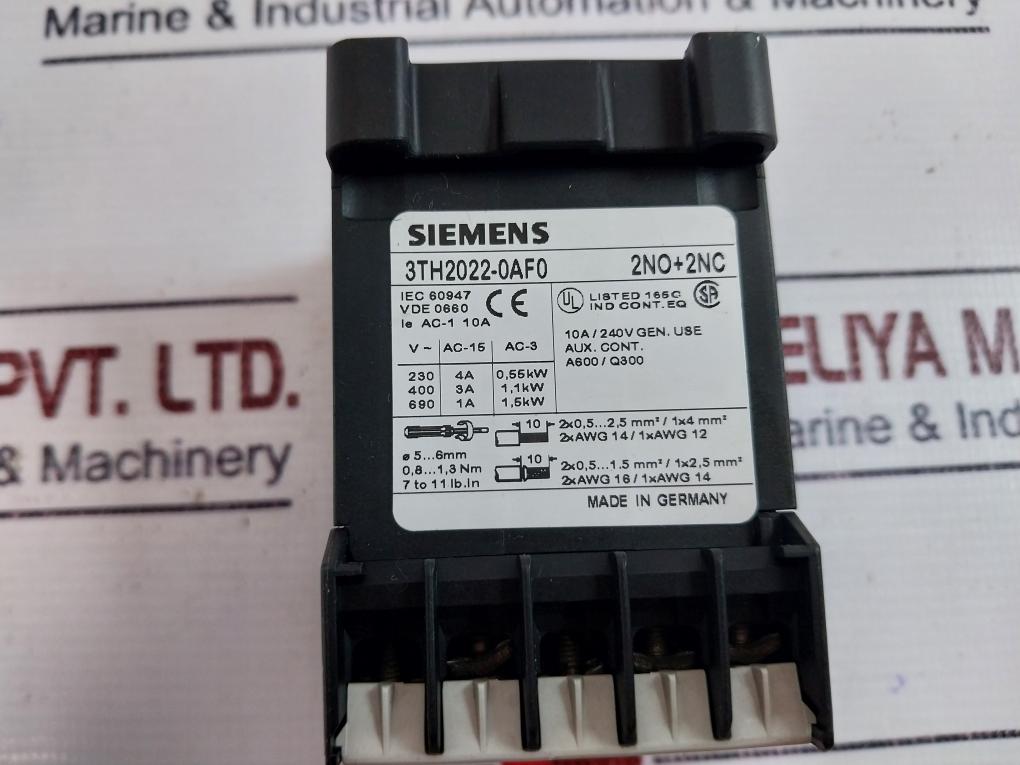 Marine & Industrial Automation & Machinery
SIEMENS
3TH2022-0AF0 2NO+2NC
IEC 60947
VDE 0660
CE
Ie AC-1 10A
UL LISTED 165C
IND CONT.EQ
SA
10A / 240V GEN. USE
AUX. CONT.
A600 / Q300
V ~ AC-15 AC-3
230 4A 0,55kW
400 3A 1.1kW
690 1A 1,5kW
10 2x0,5...2,5 mm² / 1x4 mm²
2xAWG 14 / 1xAWG 12
ø 5...6mm
0,8...1,3 Nm
7 to 11 lb.in
10 2x0,5...1.5 mm² / 1x2,5 mm²
2xAWG 16 / 1xAWG 14
MADE IN GERMANY
PVT. LTD.
& Machinery
ELIYA M
arine & Ind